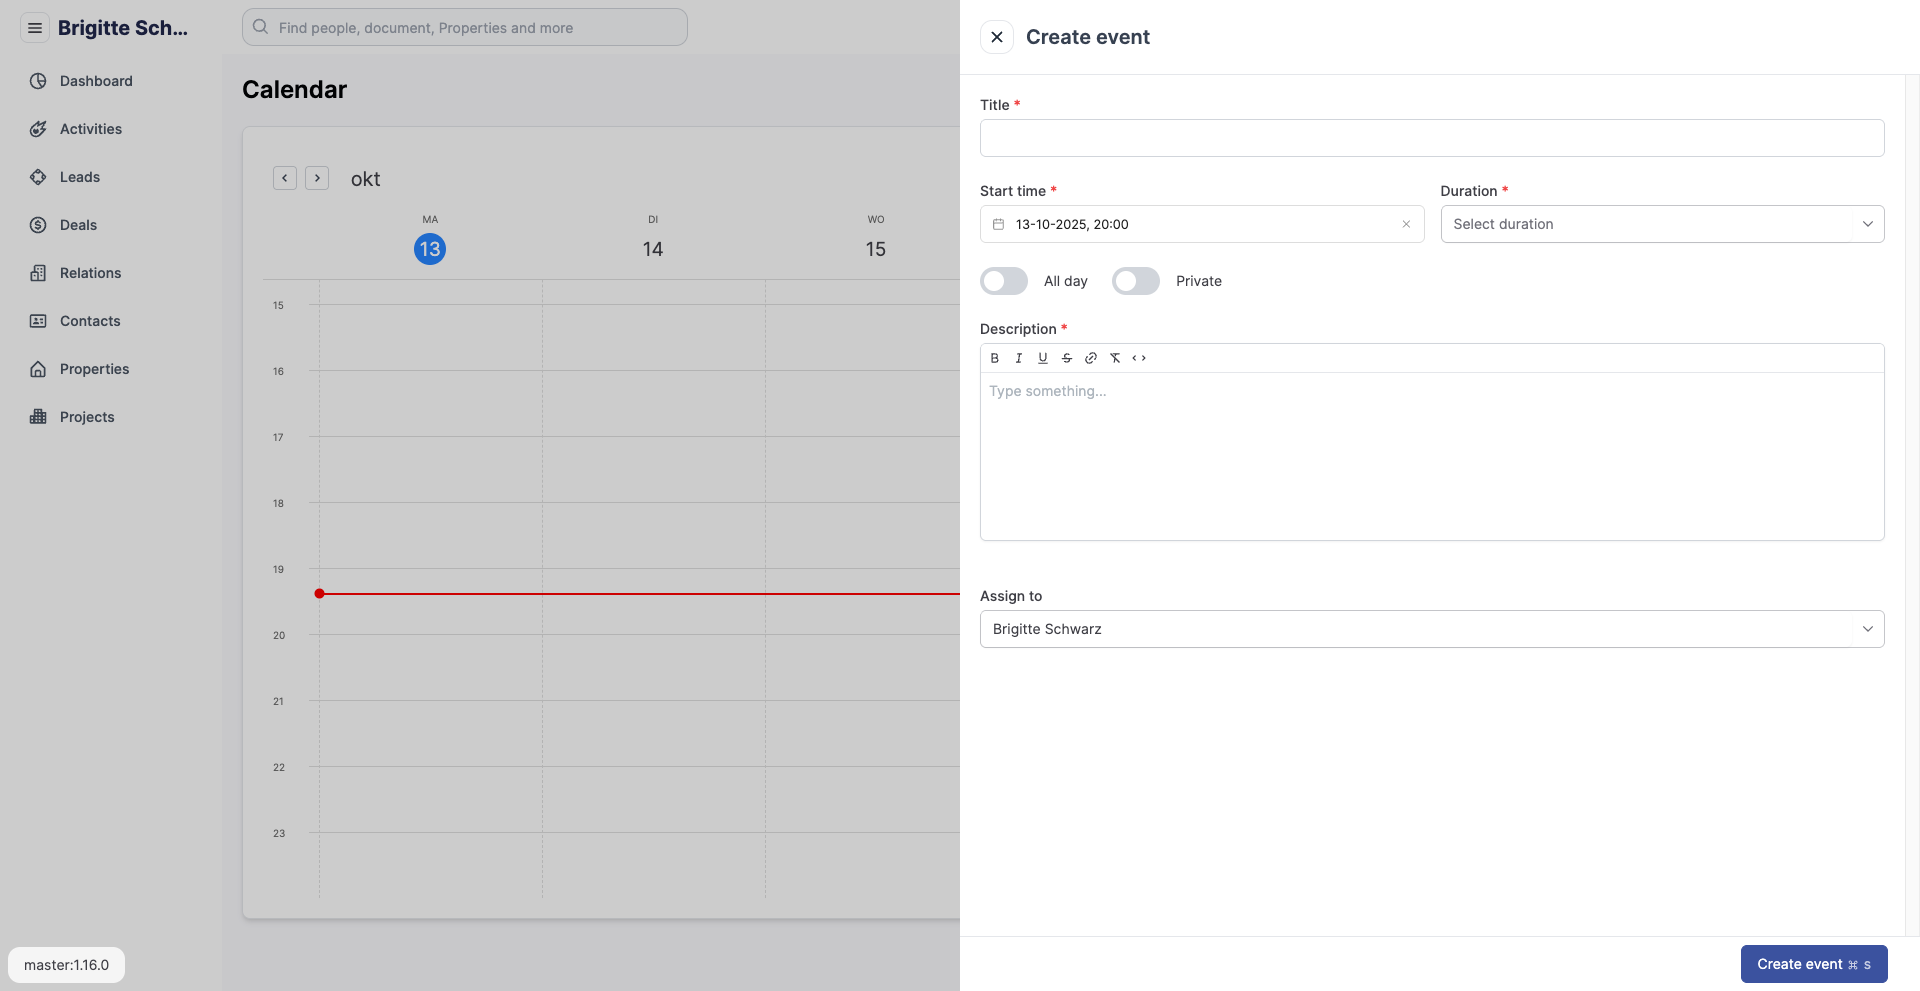 Brigitte Sch...
Find people, document, Properties and more
Dashboard
Activities
Leads
Deals
Relations
Contacts
Properties
Projects
master:1.16.0
Calendar
okt
MA
DI
WO
13
14
15
15
16
17
18
19
20
21
22
23
Create event
Title *
Start time *
Duration *
13-10-2025, 20:00
Select duration
All day
Private
Description *
B I U S
Type something...
Assign to
Brigitte Schwarz
Create event ⌘ S